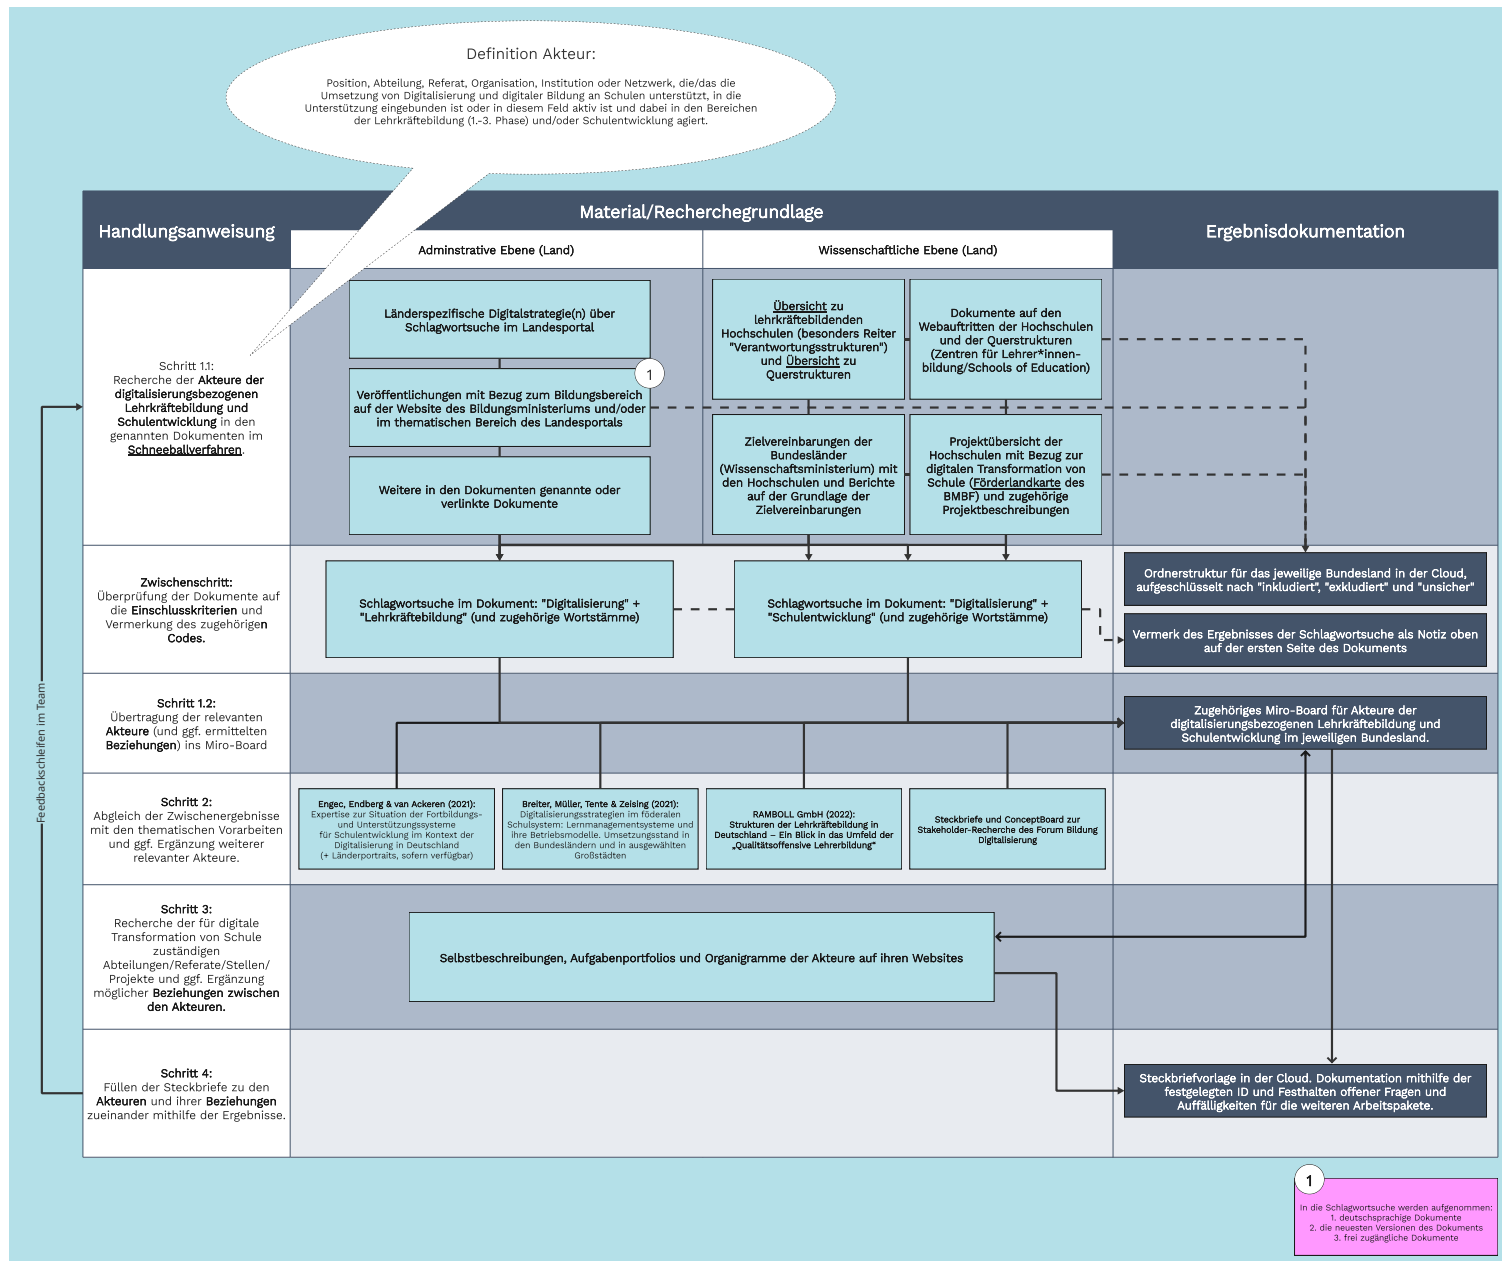 Definition Akteur:
Position, Abteilung, Referat, Organisation, Institution oder Netzwerk, die/das die
Umsetzung von Digitalisierung und digitaler Bildung an Schulen unterstützt, in die
Unterstützung eingebunden ist oder in diesem Feld aktiv ist und dabei in den Bereichen
der Lehrkräftebildung (1.-3. Phase) und/oder Schulentwicklung agiert.
Handlungsanweisung
Material/Recherchegrundlage
Ergebnisdokumentation
Adminstrative Ebene (Land)
Wissenschaftliche Ebene (Land)
Schritt 1.1:
Recherche der Akteure der
digitalisierungsbezogenen
Lehrkräftebildung und
Schulentwicklung in den
genannten Dokumenten im
Schneeballverfahren.
Länderspezifische Digitalstrategie(n) über
Schlagwortsuche im Landesportal
1
Veröffentlichungen mit Bezug zum Bildungsbereich
auf der Website des Bildungsministeriums und/oder
im thematischen Bereich des Landesportals
Weitere in den Dokumenten genannte oder
verlinkte Dokumente
Übersicht zu
lehrkräftebildenden
Hochschulen (besonders Reiter
"Verantwortungsstrukturen")
und Übersicht zu
Querstrukturen
Dokumente auf den
Webauftritten der Hochschulen
und der Querstrukturen
(Zentren für Lehrer*innen-
bildung/Schools of Education)
Zielvereinbarungen der
Bundesländer
(Wissenschaftsministerium) mit
den Hochschulen und Berichte
auf der Grundlage der
Zielvereinbarungen
Projektübersicht der
Hochschulen mit Bezug zur
digitalen Transformation von
Schule (Förderlandkarte des
BMBF) und zugehörige
Projektbeschreibungen
Zwischenschritt:
Überprüfung der Dokumente auf
die Einschlusskriterien und
Vermerkung des zugehörigen
Codes.
Schlagwortsuche im Dokument: "Digitalisierung" +
"Lehrkräftebildung" (und zugehörige Wortstämme)
Schlagwortsuche im Dokument: "Digitalisierung" +
"Schulentwicklung" (und zugehörige Wortstämme)
Ordnerstruktur für das jeweilige Bundesland in der Cloud,
aufgeschlüsselt nach "inkludiert", "exkludiert" und "unsicher"
Vermerk des Ergebnisses der Schlagwortsuche als Notiz oben
auf der ersten Seite des Dokuments
Schritt 1.2:
Übertragung der relevanten
Akteure (und ggf. ermittelten
Beziehungen) ins Miro-Board
Zugehöriges Miro-Board für Akteure der
digitalisierungsbezogenen Lehrkräftebildung und
Schulentwicklung im jeweiligen Bundesland.
Feedbackschleifen im Team
Schritt 2:
Abgleich der Zwischenergebnisse
mit den thematischen Vorarbeiten
und ggf. Ergänzung weiterer
relevanter Akteure.
Engec, Endberg & van Ackeren (2021):
Expertise zur Situation der Fortbildungs-
und Unterstützungssysteme
für Schulentwicklung im Kontext der
Digitalisierung in Deutschland
(+ Länderportraits, sofern verfügbar)
Breiter, Müller, Tente & Zeising (2021):
Digitalisierungsstrategien im föderalen
Schulsystem: Lernmanagementsysteme und
ihre Betriebsmodelle. Umsetzungsstand in
den Bundesländern und in ausgewählten
Großstädten
RAMBOLL GmbH (2022):
Strukturen der Lehrkräftebildung in
Deutschland – Ein Blick in das Umfeld der
„Qualitätsoffensive Lehrerbildung“
Steckbriefe und ConceptBoard zur
Stakeholder-Recherche des Forum Bildung
Digitalisierung
Schritt 3:
Recherche der für digitale
Transformation von Schule
zuständigen
Abteilungen/Referate/Stellen/
Projekte und ggf. Ergänzung
möglicher Beziehungen zwischen
den Akteuren.
Selbstbeschreibungen, Aufgabenportfolios und Organigramme der Akteure auf ihren Websites
Schritt 4:
Füllen der Steckbriefe zu den
Akteuren und ihrer Beziehungen
zueinander mithilfe der Ergebnisse.
Steckbriefvorlage in der Cloud. Dokumentation mithilfe der
festgelegten ID und Festhalten offener Fragen und
Auffälligkeiten für die weiteren Arbeitspakete.
1
In die Schlagwortsuche werden aufgenommen:
1. deutschsprachige Dokumente
2. die neuesten Versionen des Dokuments
3. frei zugängliche Dokumente